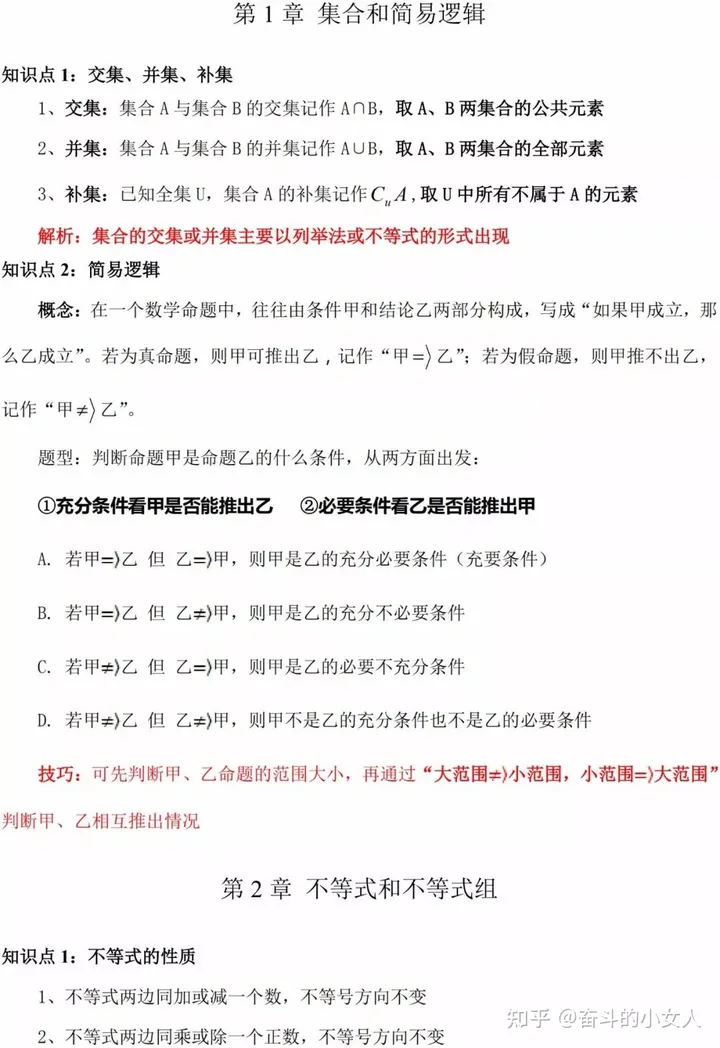 第 1 章 集合和简易逻辑
知识点 1：交集、并集、补集
1、交集：集合 A 与集合 B 的交集记作 A∩B，取 A、B 两集合的公共元素
2、并集：集合 A 与集合 B 的并集记作 A∪B，取 A、B 两集合的全部元素
3、补集：已知全集 U，集合 A 的补集记作 CᵤA，取 U 中所有不属于 A 的元素
解析：集合的交集或并集主要以列举法或不等式的形式出现
知识点 2：简易逻辑
概念：在一个数学命题中，往往由条件甲和结论乙两部分构成，写成“如果甲成立，那
么乙成立”。若为真命题，则甲可推出乙，记作“甲=〉乙”；若为假命题，则甲推不出乙，
记作“甲≠〉乙”。
题型：判断命题甲是命题乙的什么条件，从两方面出发：
①充分条件看甲是否能推出乙 ②必要条件看乙是否能推出甲
A. 若甲=〉乙 但 乙=〉甲，则甲是乙的充分必要条件（充要条件）
B. 若甲=〉乙 但 乙≠〉甲，则甲是乙的充分不必要条件
C. 若甲≠〉乙 但 乙=〉甲，则甲是乙的必要不充分条件
D. 若甲≠〉乙 但 乙≠〉甲，则甲不是乙的充分条件也不是乙的必要条件
技巧：可先判断甲、乙命题的范围大小，再通过“大范围≠〉小范围，小范围=〉大范围”
判断甲、乙相互推出情况
第 2 章 不等式和不等式组
知识点 1：不等式的性质
1、不等式两边同加或减一个数，不等号方向不变
2、不等式两边同乘或除一个正数，不等号方向不变
知乎 @奋斗的小女人